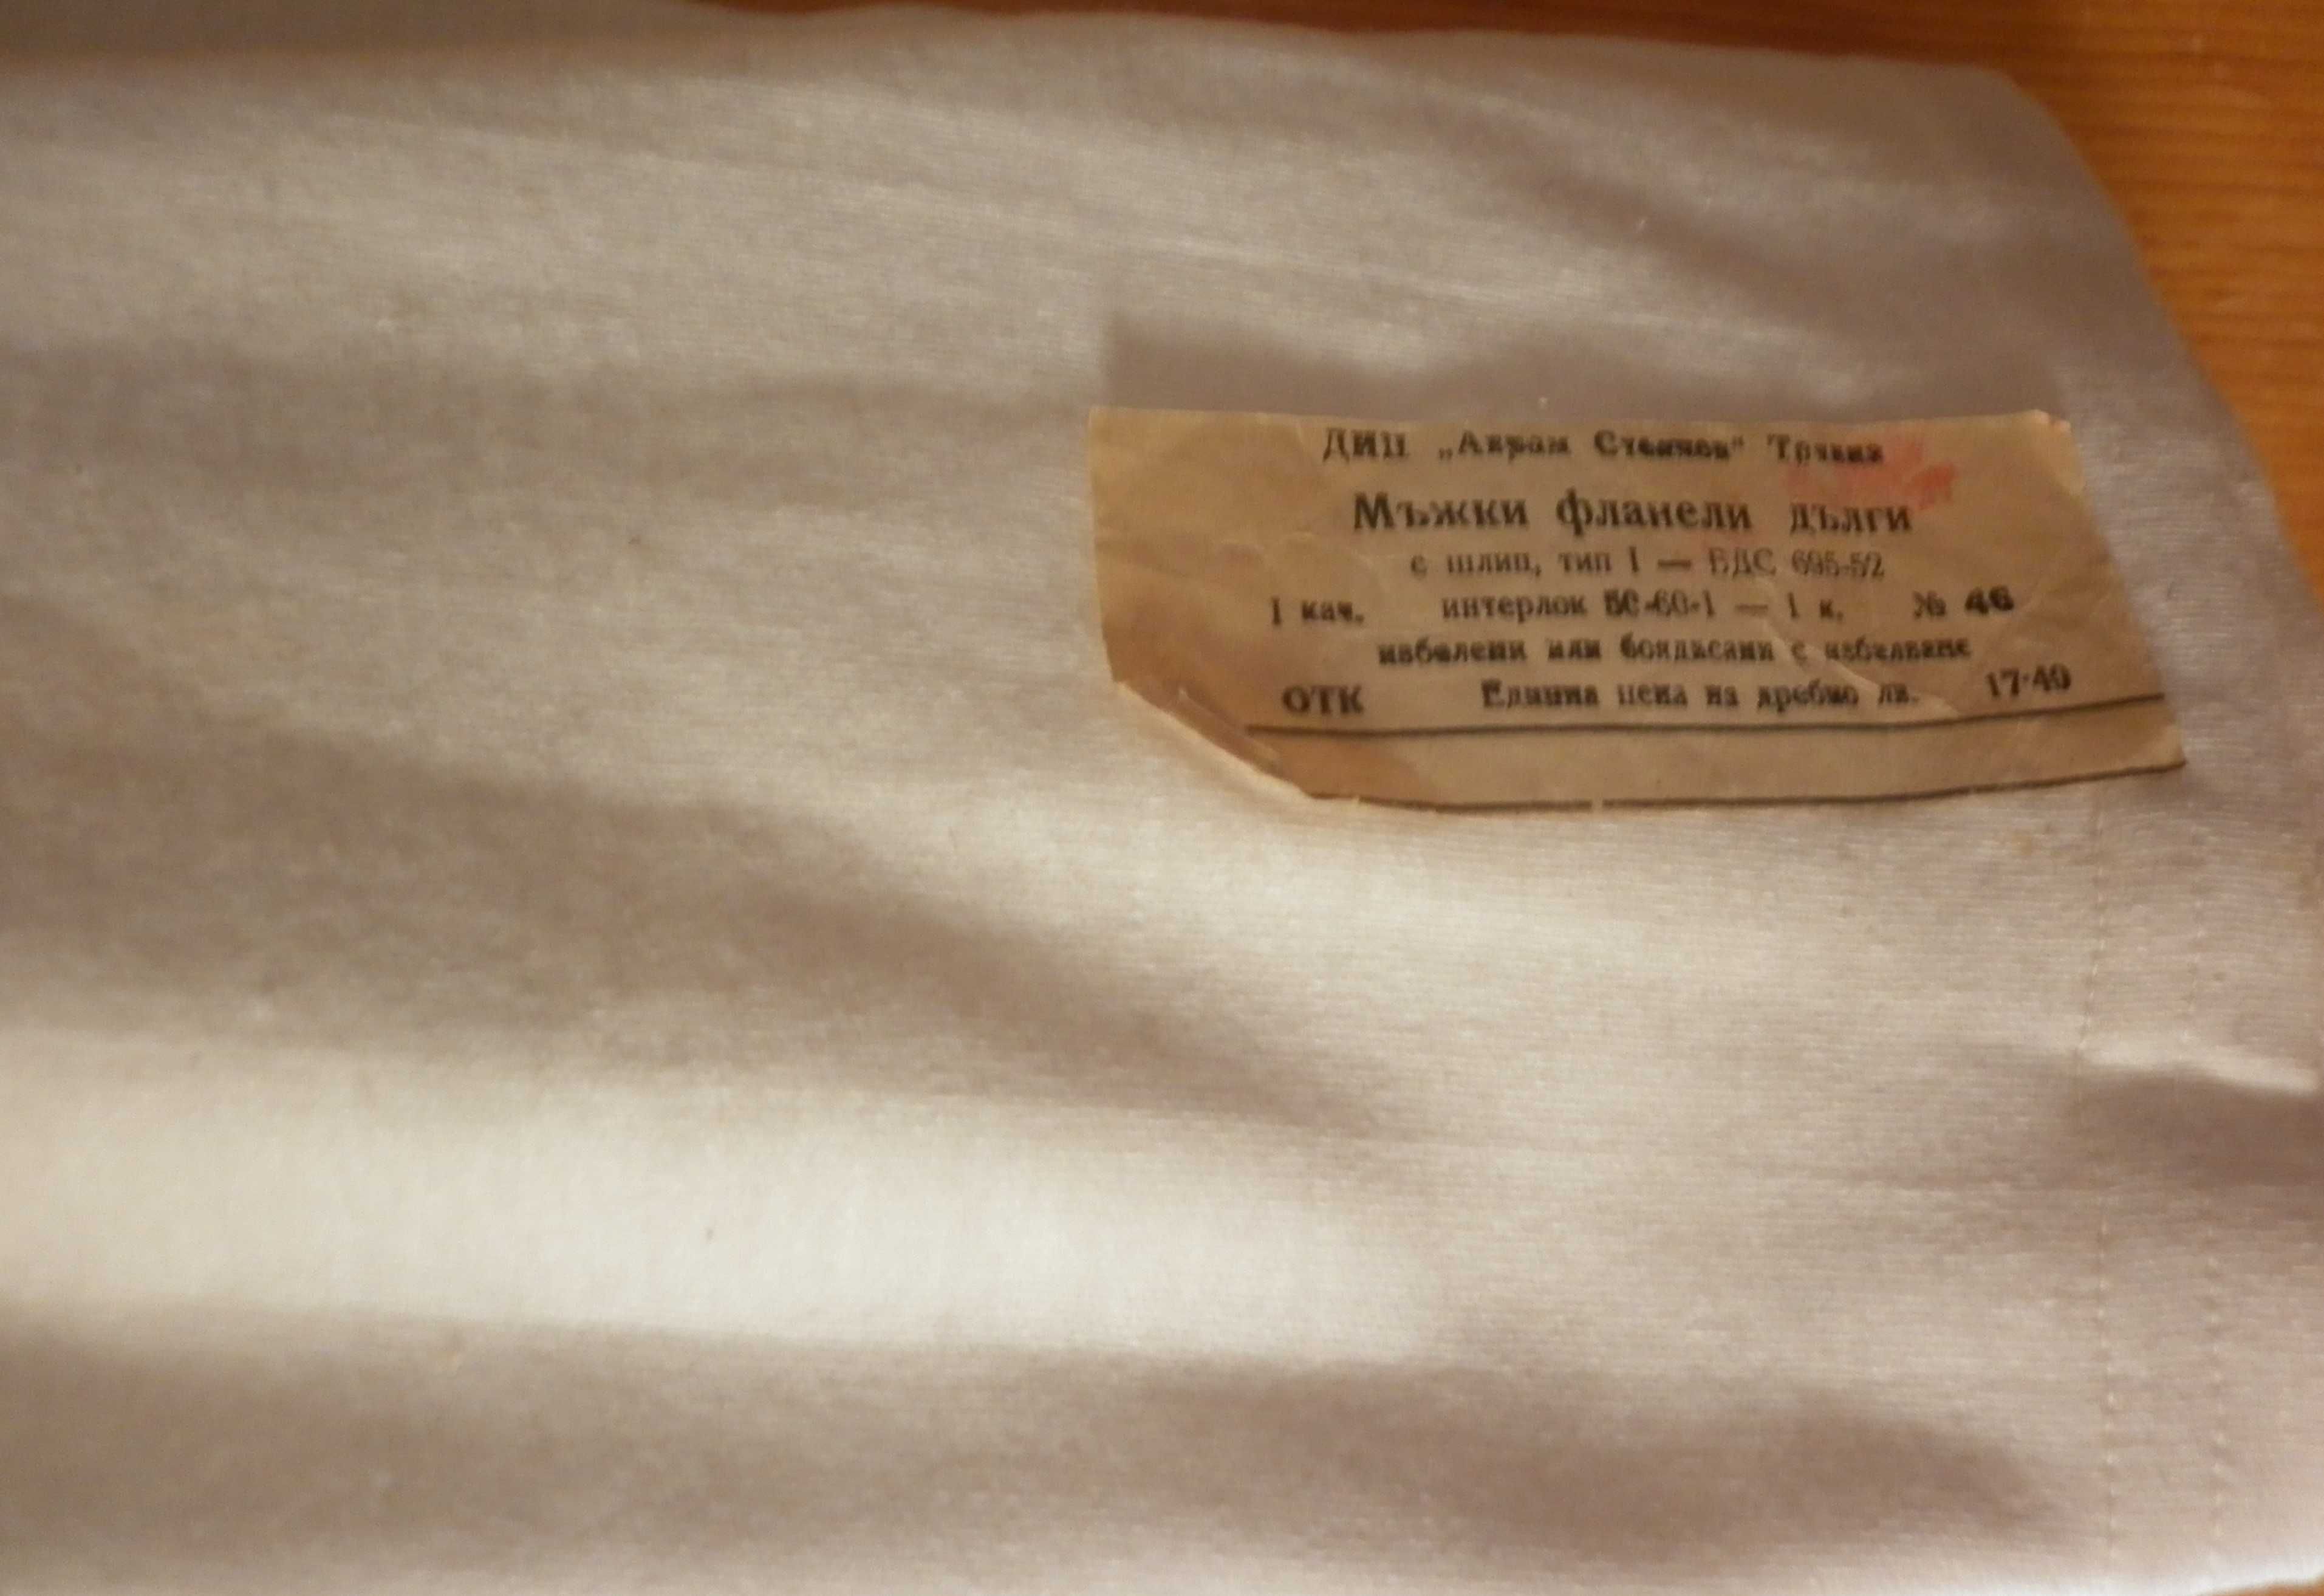 ДИП „Аврам Стоянов“ Трявна
Мъжки фланели дълги
с шлиц, тип I — БДС 695-52
I кач. интерлок 50-60-1 — 1 к. № 46
избелени или боядисани с избелване
ОТК Единна цена на дребно лв. 17·40